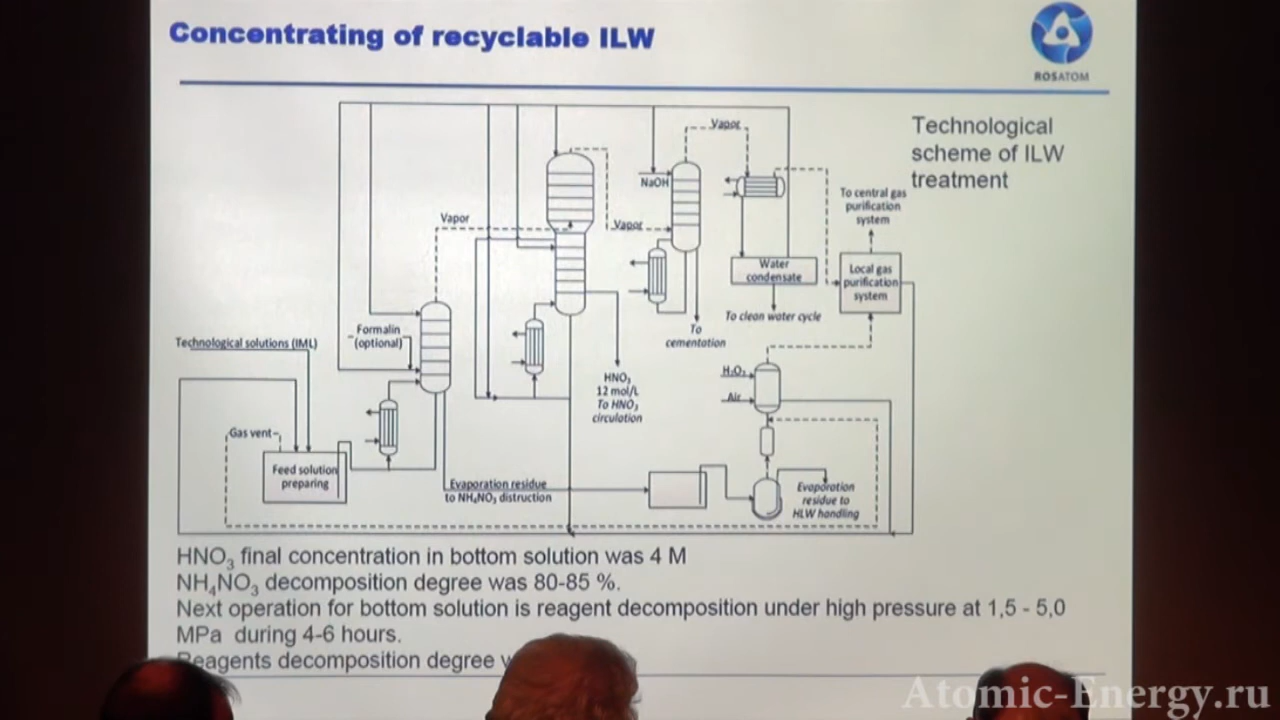 Concentrating of recyclable ILW
ROSATOM
Technological
scheme of ILW
treatment
Vapor
NaOH
To central gas
purification
system
Vapor
Vapor
Water
condensate
Local gas
purification
system
To clean water cycle
Formalin
(optional)
To
cementation
Technological solutions (IML)
H₂O₂
HNO₃
12 mol/L
To HNO₃
circulation
Air
Gas vent
Feed solution
preparing
Evaporation residue
to NH₄NO₃ distruction
Evaporation
residue to
HLW handling
HNO₃ final concentration in bottom solution was 4 M
NH₄NO₃ decomposition degree was 80-85 %.
Next operation for bottom solution is reagent decomposition under high pressure at 1,5 - 5,0
MPa during 4-6 hours.
Reagents decomposition degree
Atomic-Energy.ru